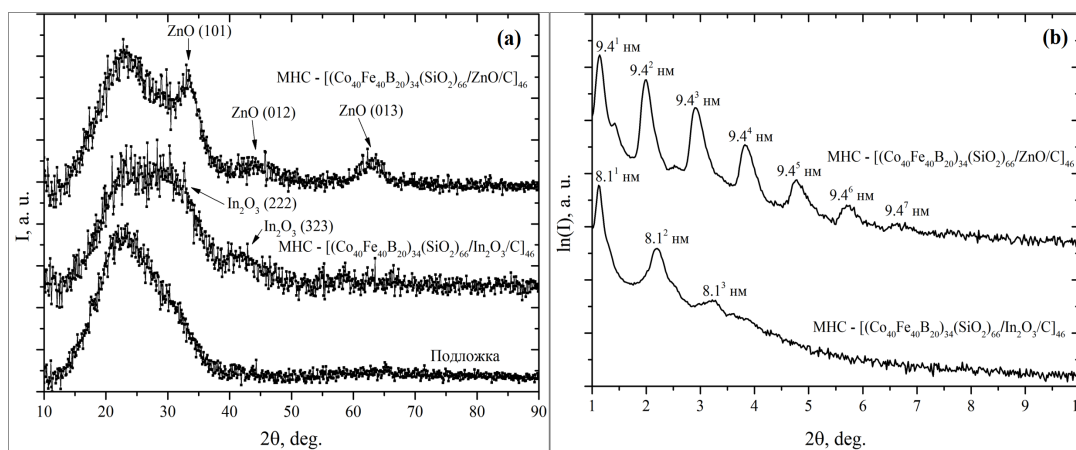 (a)
ZnO (101)
МНС - [(Co₄₀Fe₄₀B₂₀)₃₄(SiO₂)₆₆/ZnO/C]₄₆
ZnO (012)
ZnO (013)
In₂O₃ (222)
In₂O₃ (323)
МНС - [(Co₄₀Fe₄₀B₂₀)₃₄(SiO₂)₆₆/In₂O₃/C]₄₆
Подложка
I, a. u.
10 20 30 40 50 60 70 80 90
2θ, deg.
(b)
9.4¹ нм
9.4² нм
9.4³ нм
9.4⁴ нм
МНС - [(Co₄₀Fe₄₀B₂₀)₃₄(SiO₂)₆₆/ZnO/C]₄₆
9.4⁵ нм
9.4⁶ нм
9.4⁷ нм
8.1¹ нм
8.1² нм
8.1³ нм
МНС - [(Co₄₀Fe₄₀B₂₀)₃₄(SiO₂)₆₆/In₂O₃/C]₄₆
ln(I), a. u.
1 2 3 4 5 6 7 8 9
2θ, deg.